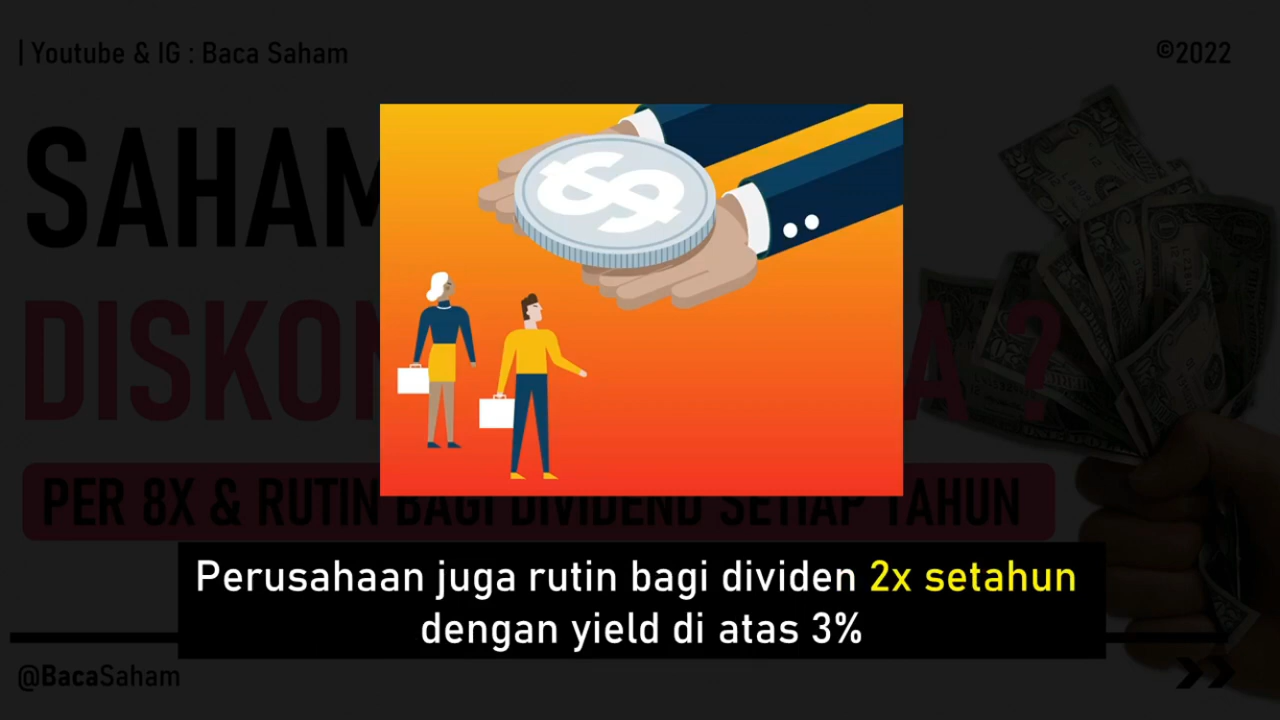 | Youtube & IG : Baca Saham
©2022
SAHAM
DISKON
A ?
PER 8X & RUTIN BAGI DIVIDEND SETIAP TAHUN
Perusahaan juga rutin bagi dividen 2x setahun
dengan yield di atas 3%
@BacaSaham